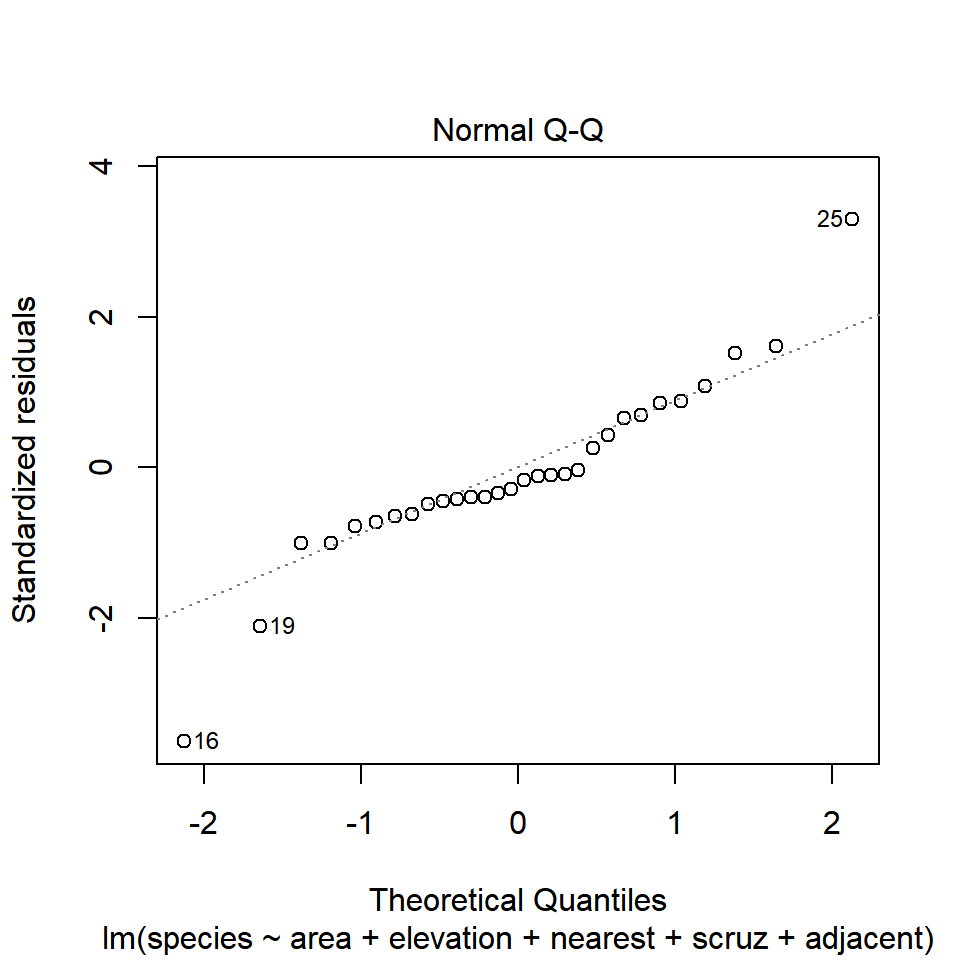 Normal Q-Q
4
25
2
0
-2
19
16
Standardized residuals
-2 -1 0 1 2
Theoretical Quantiles
lm(species ~ area + elevation + nearest + scruz + adjacent)